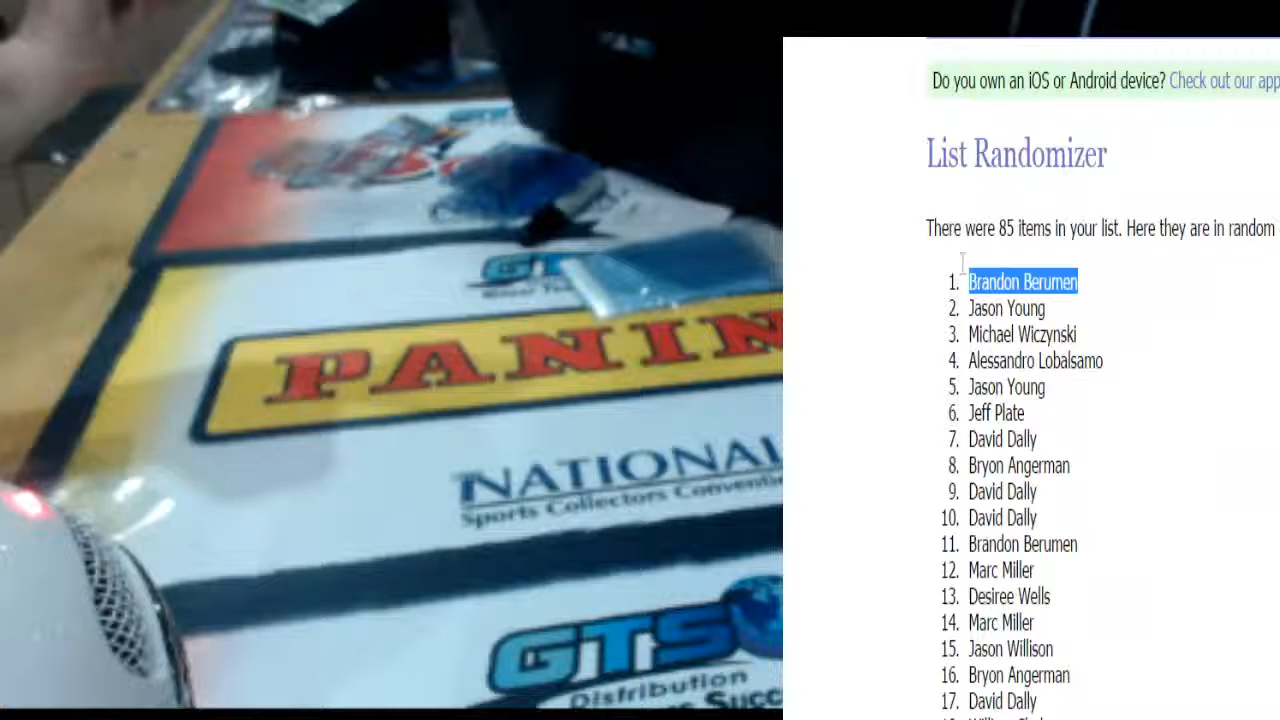 GTS
PANIN
NATIONAL
Sports Collectors Conventi
GTS
Distribution
Succ
Do you own an iOS or Android device? Check out our app
List Randomizer
There were 85 items in your list. Here they are in random
1. Brandon Berumen
2. Jason Young
3. Michael Wiczynski
4. Alessandro Lobalsamo
5. Jason Young
6. Jeff Plate
7. David Dally
8. Bryon Angerman
9. David Dally
10. David Dally
11. Brandon Berumen
12. Marc Miller
13. Desiree Wells
14. Marc Miller
15. Jason Willison
16. Bryon Angerman
17. David Dally